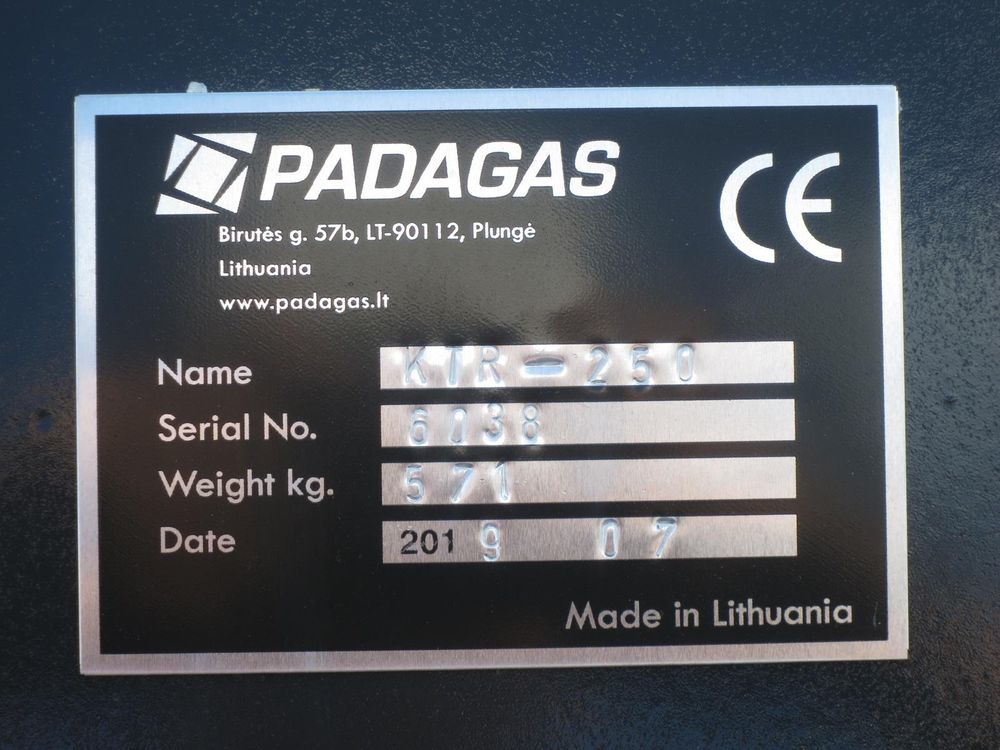 PADAGAS
CE
Birutės g. 57b, LT-90112, Plungė
Lithuania
www.padagas.lt
Name KTR-250
Serial No. 6038
Weight kg. 571
Date 2019 07
Made in Lithuania